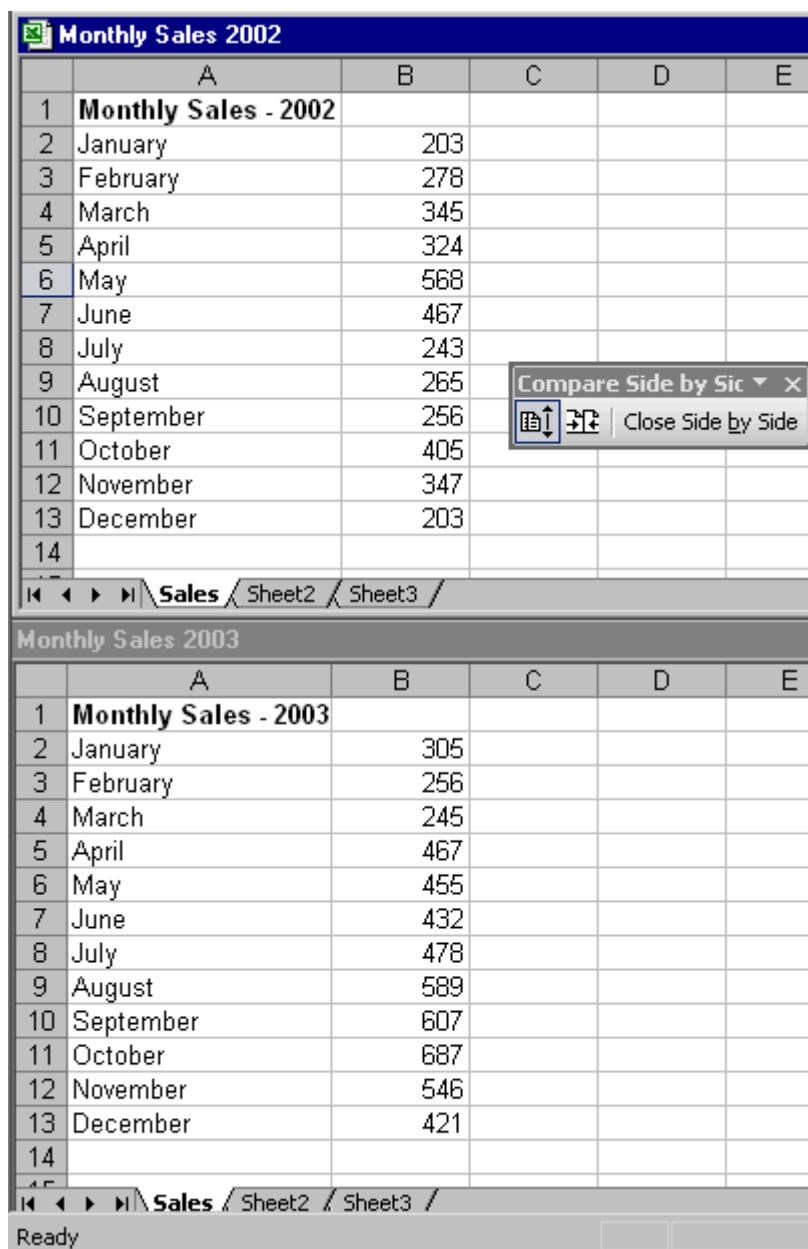 Monthly Sales 2002
A B C D E
1 Monthly Sales - 2002
2 January 203
3 February 278
4 March 345
5 April 324
6 May 568
7 June 467
8 July 243
9 August 265
10 September 256
11 October 405
12 November 347
13 December 203
14
Compare Side by Sic
Close Side by Side
Sales Sheet2 Sheet3
Monthly Sales 2003
A B C D E
1 Monthly Sales - 2003
2 January 305
3 February 256
4 March 245
5 April 467
6 May 455
7 June 432
8 July 478
9 August 589
10 September 607
11 October 687
12 November 546
13 December 421
14
Sales Sheet2 Sheet3
Ready